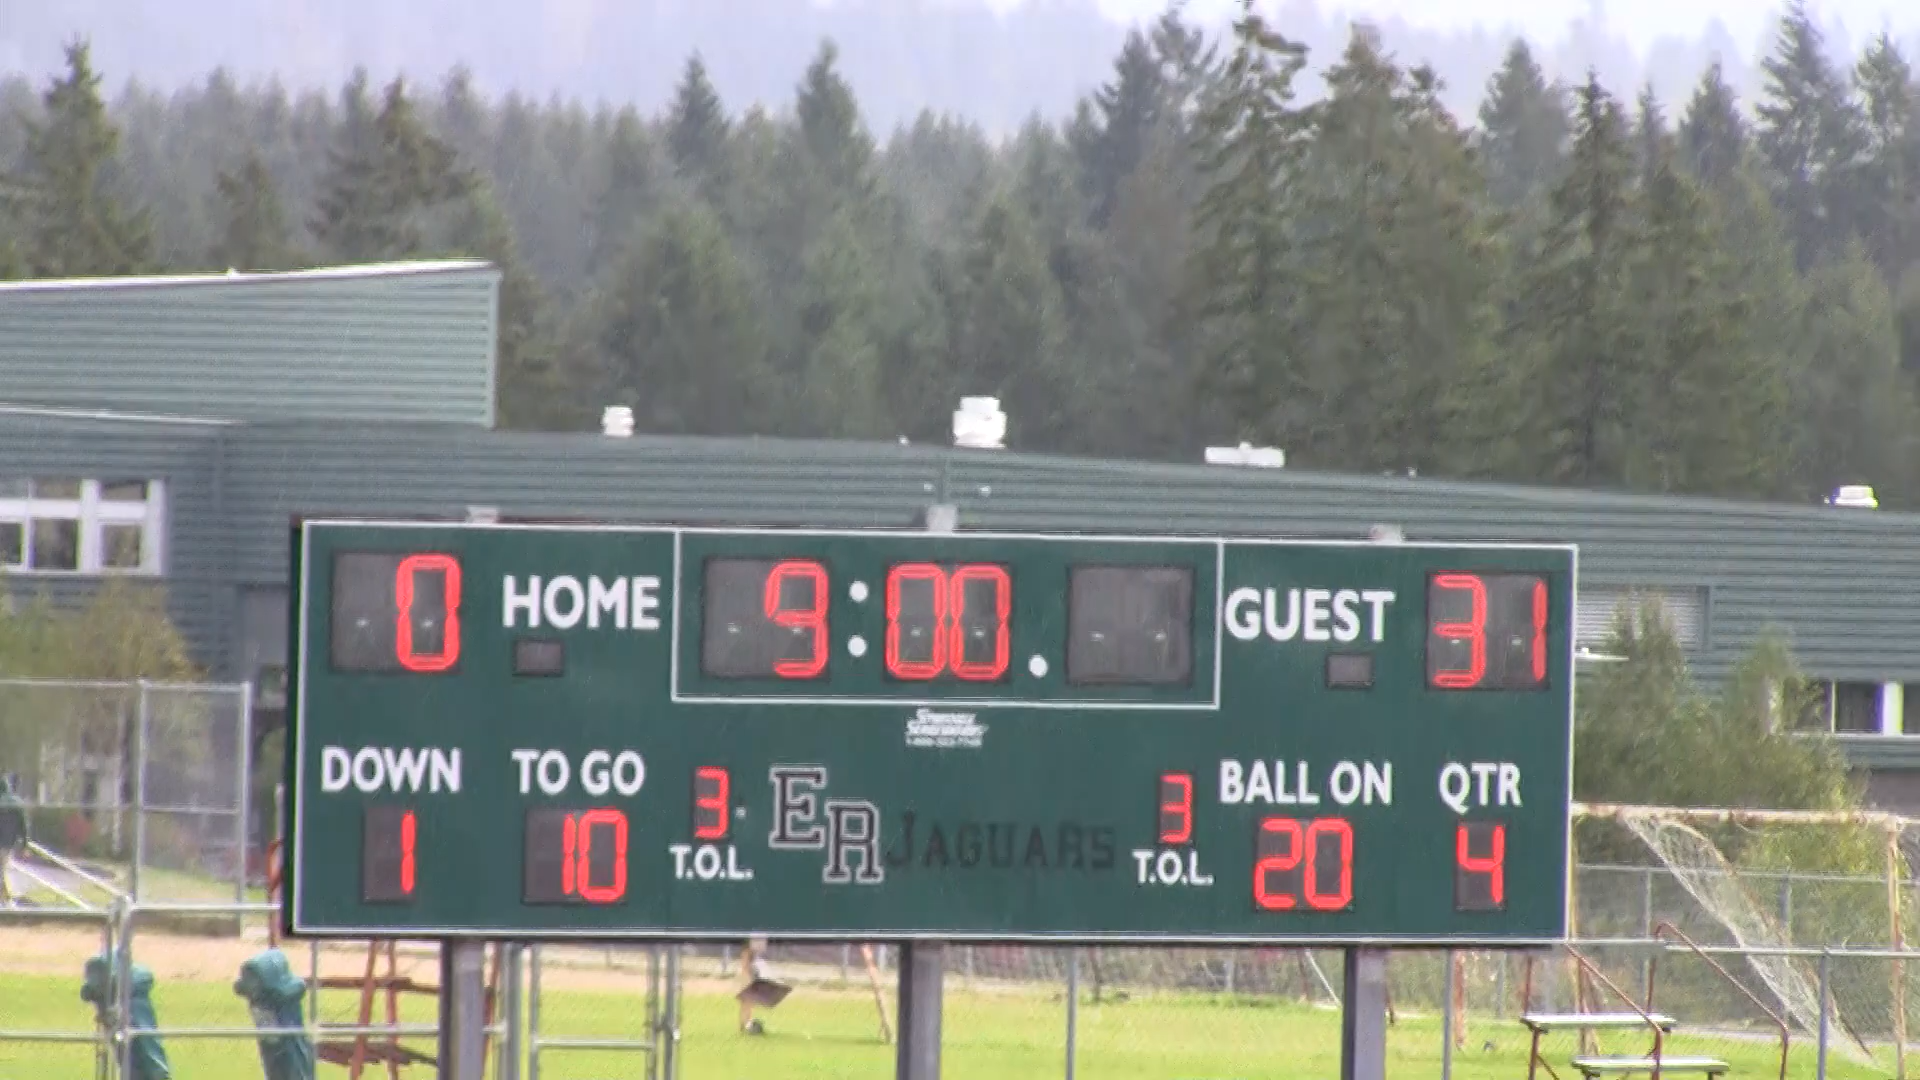 0 HOME 9:00. GUEST 31
DOWN TO GO BALL ON QTR
1 10 3 T.O.L. ER JAGUARS 3 T.O.L. 20 4